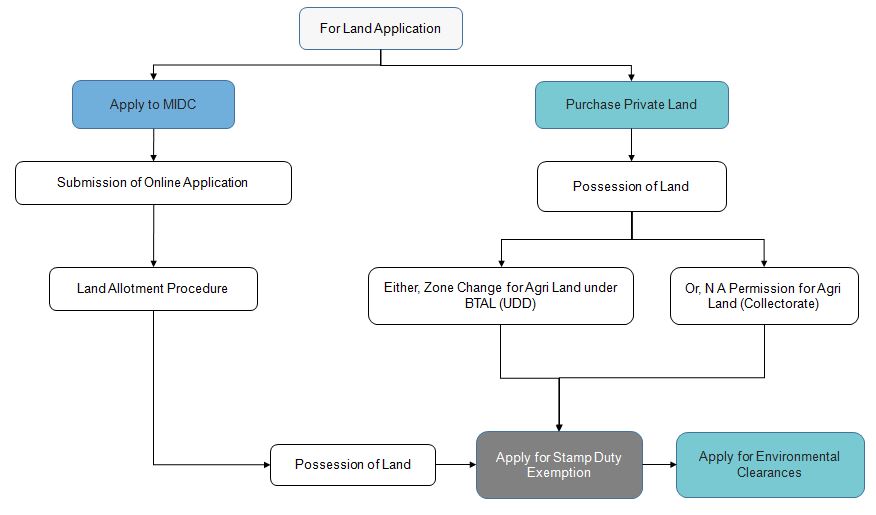 For Land Application
Apply to MIDC
Purchase Private Land
Submission of Online Application
Possession of Land
Land Allotment Procedure
Either, Zone Change for Agri Land under
BTAL (UDD)
Or, N A Permission for Agri
Land (Collectorate)
Possession of Land
Apply for Stamp Duty
Exemption
Apply for Environmental
Clearances